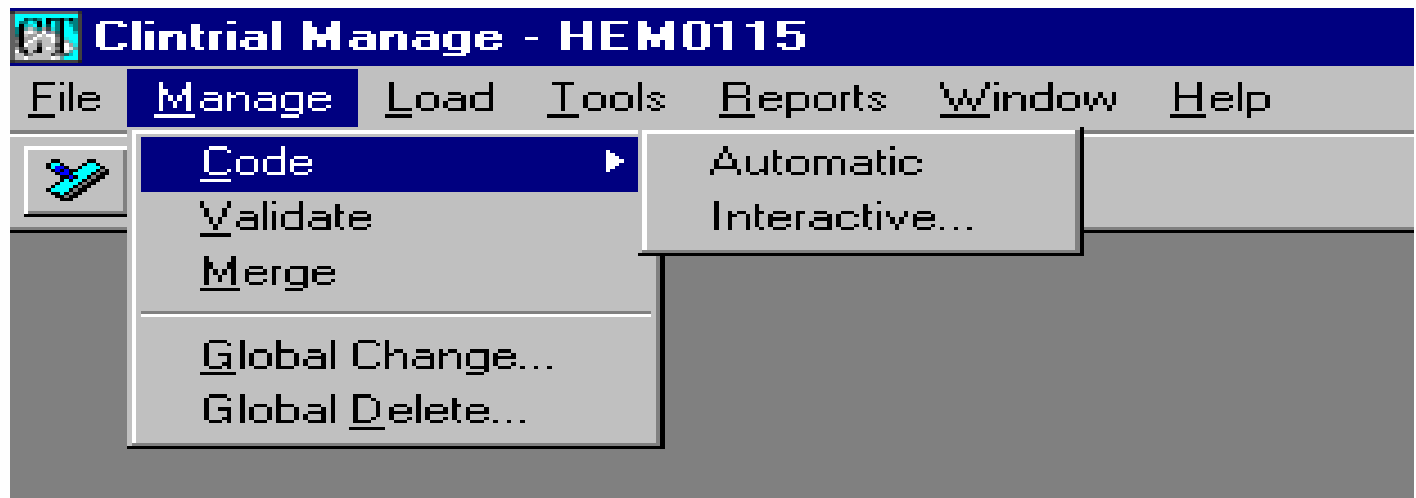 CT Clintrial Manage - HEM0115
File Manage Load Tools Reports Window Help
Code Automatic
Validate Interactive...
Merge
Global Change...
Global Delete...